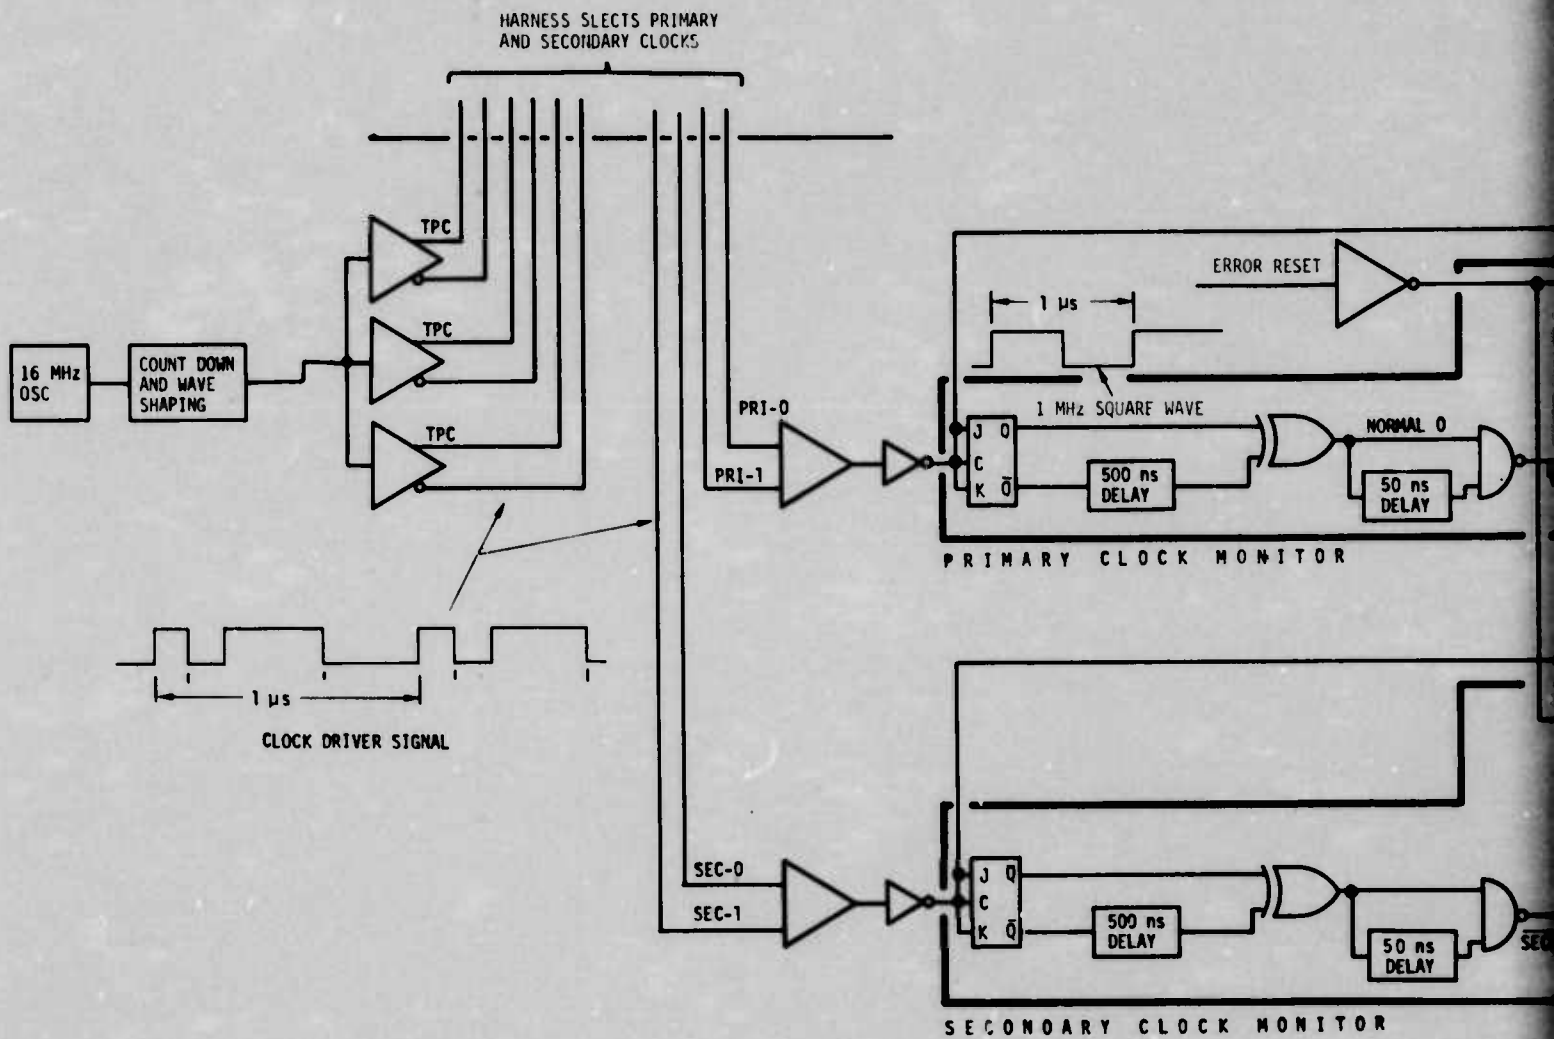 HARNESS SLECTS PRIMARY
AND SECONDARY CLOCKS
TPC
TPC
TPC
16 MHz
OSC
COUNT DOWN
AND WAVE
SHAPING
ERROR RESET
1 µs
1 MHz SQUARE WAVE
PRI-0
PRI-1
J Q
C
K Q̅
500 ns
DELAY
NORMAL 0
50 ns
DELAY
PRIMARY CLOCK MONITOR
1 µs
CLOCK DRIVER SIGNAL
SEC-0
SEC-1
J Q
C
K Q̅
500 ns
DELAY
50 ns
DELAY
SEC
SECONOARY CLOCK MONITOR